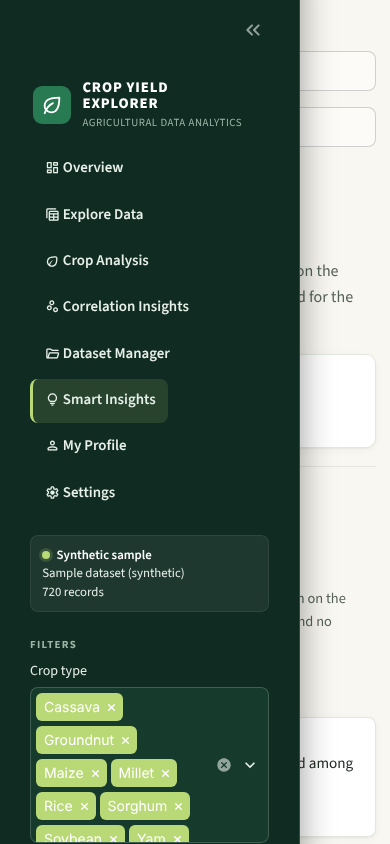 CROP YIELD
EXPLORER
AGRICULTURAL DATA ANALYTICS
Overview
Explore Data
Crop Analysis
Correlation Insights
Dataset Manager
Smart Insights
My Profile
Settings
Synthetic sample
Sample dataset (synthetic)
720 records
FILTERS
Crop type
Cassava ×
Groundnut ×
Maize × Millet ×
Rice × Sorghum ×
Soybean × Yam ×
on the
for the
on the
no
among